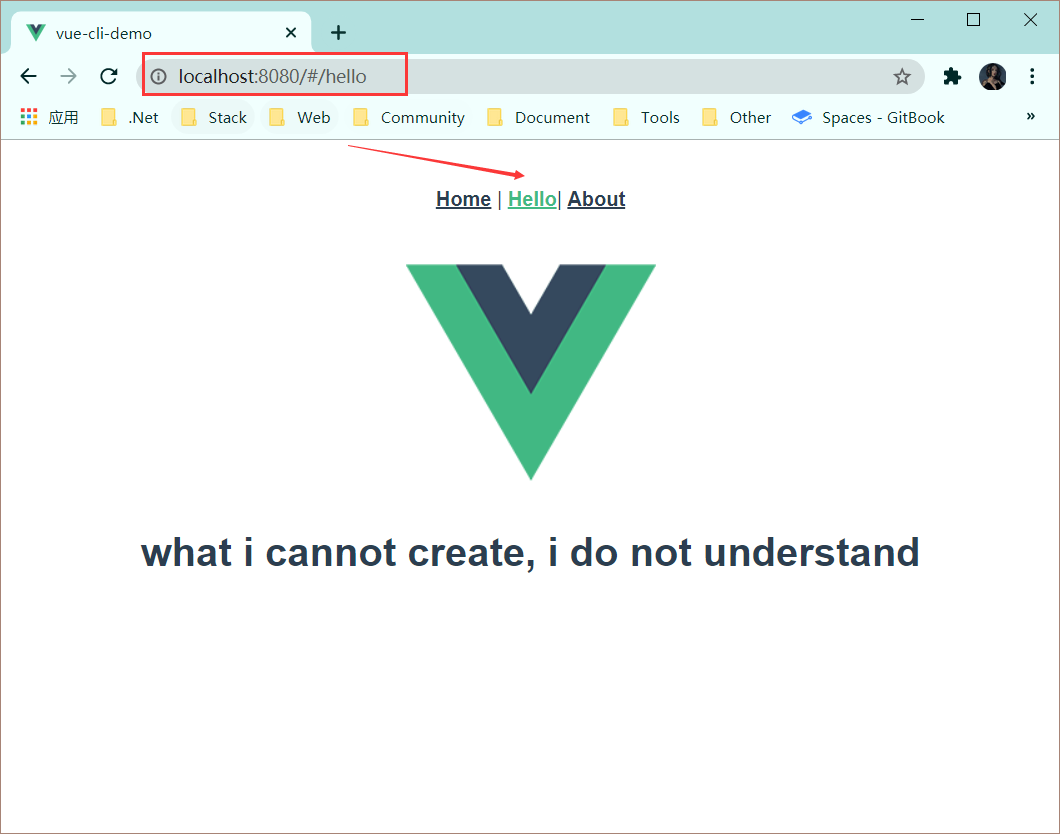 vue-cli-demo
localhost:8080/#/hello
应用 .Net Stack Web Community Document Tools Other Spaces - GitBook »
Home | Hello| About
what i cannot create, i do not understand